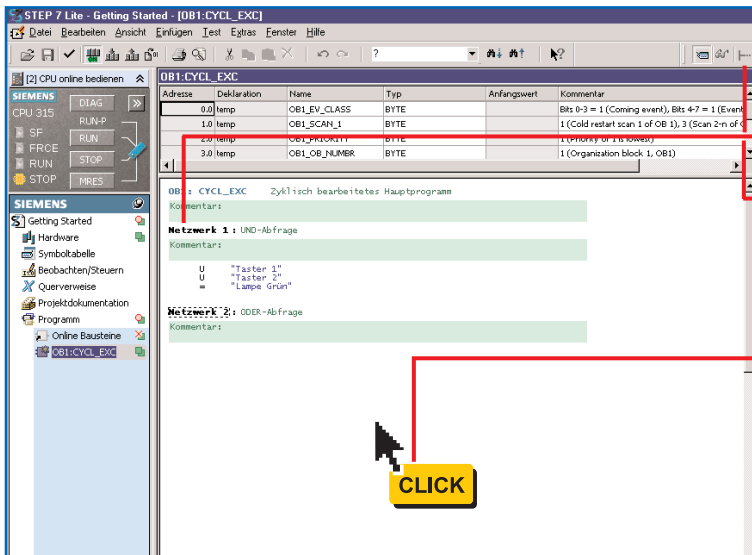 STEP 7 Lite - Getting Started - [OB1:CYCL_EXC]
Datei Bearbeiten Ansicht Einfügen Test Extras Fenster Hilfe
?
[2] CPU online bedienen
SIEMENS
CPU 315
DIAG
RUN-P
RUN
STOP
MRES
SF
FRCE
RUN
STOP
SIEMENS
Getting Started
Hardware
Symboltabelle
Beobachten/Steuern
Querverweise
Projektdokumentation
Programm
Online Bausteine
OB1:CYCL_EXC
OB1:CYCL_EXC
Adresse Deklaration Name Typ Anfangswert Kommentar
0.0 temp OB1_EV_CLASS BYTE Bits 0-3 = 1 (Coming event), Bits 4-7 = 1 (Event
1.0 temp OB1_SCAN_1 BYTE 1 (Cold restart scan 1 of OB 1), 3 (Scan 2-n of
2.0 temp OB1_PRIORITY BYTE 1 (Priority of 1 is lowest)
3.0 temp OB1_OB_NUMBR BYTE 1 (Organization block 1, OB1)
OB1 : CYCL_EXC Zyklisch bearbeitetes Hauptprogramm
Kommentar:
Netzwerk 1 : UND-Abfrage
Kommentar:
U "Taster 1"
U "Taster 2"
= "Lampe Grün"
Netzwerk 2 : ODER-Abfrage
Kommentar:
CLICK